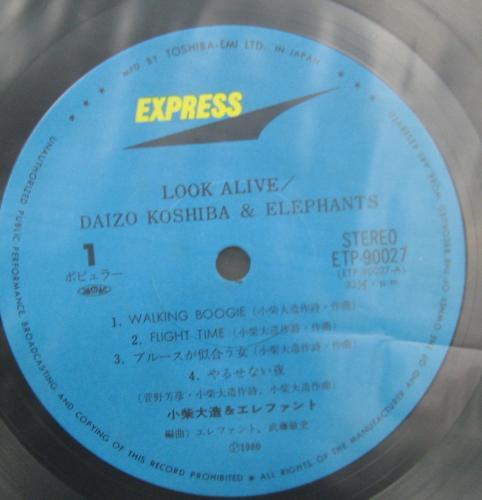 MFD. BY TOSHIBA-EMI LTD. IN JAPAN
EXPRESS
LOOK ALIVE/
DAIZO KOSHIBA & ELEPHANTS
1
ポピュラー
STEREO
ETP-90027
(ETP-90027-A)
33⅓ r.p.m
1. WALKING BOOGIE (小柴大造作詩・作曲)
2. FLIGHT TIME (小柴大造作詩・作曲)
3. ブルースが似合う女 (小柴大造作詩・作曲)
4. やるせない夜
(菅野芳彦・小柴大造作詩、小柴大造作曲)
小柴大造&エレファント
編曲) エレファント、武藤敏史
Ⓟ1980
UNAUTHORIZED PUBLIC PERFORMANCE BROADCASTING AND COPYING OF THIS RECORD PROHIBITED ★ ALL RIGHTS OF THE MANUFACTURER AND OF THE OWNER OF THE RECORDED WORK ARE RESERVED